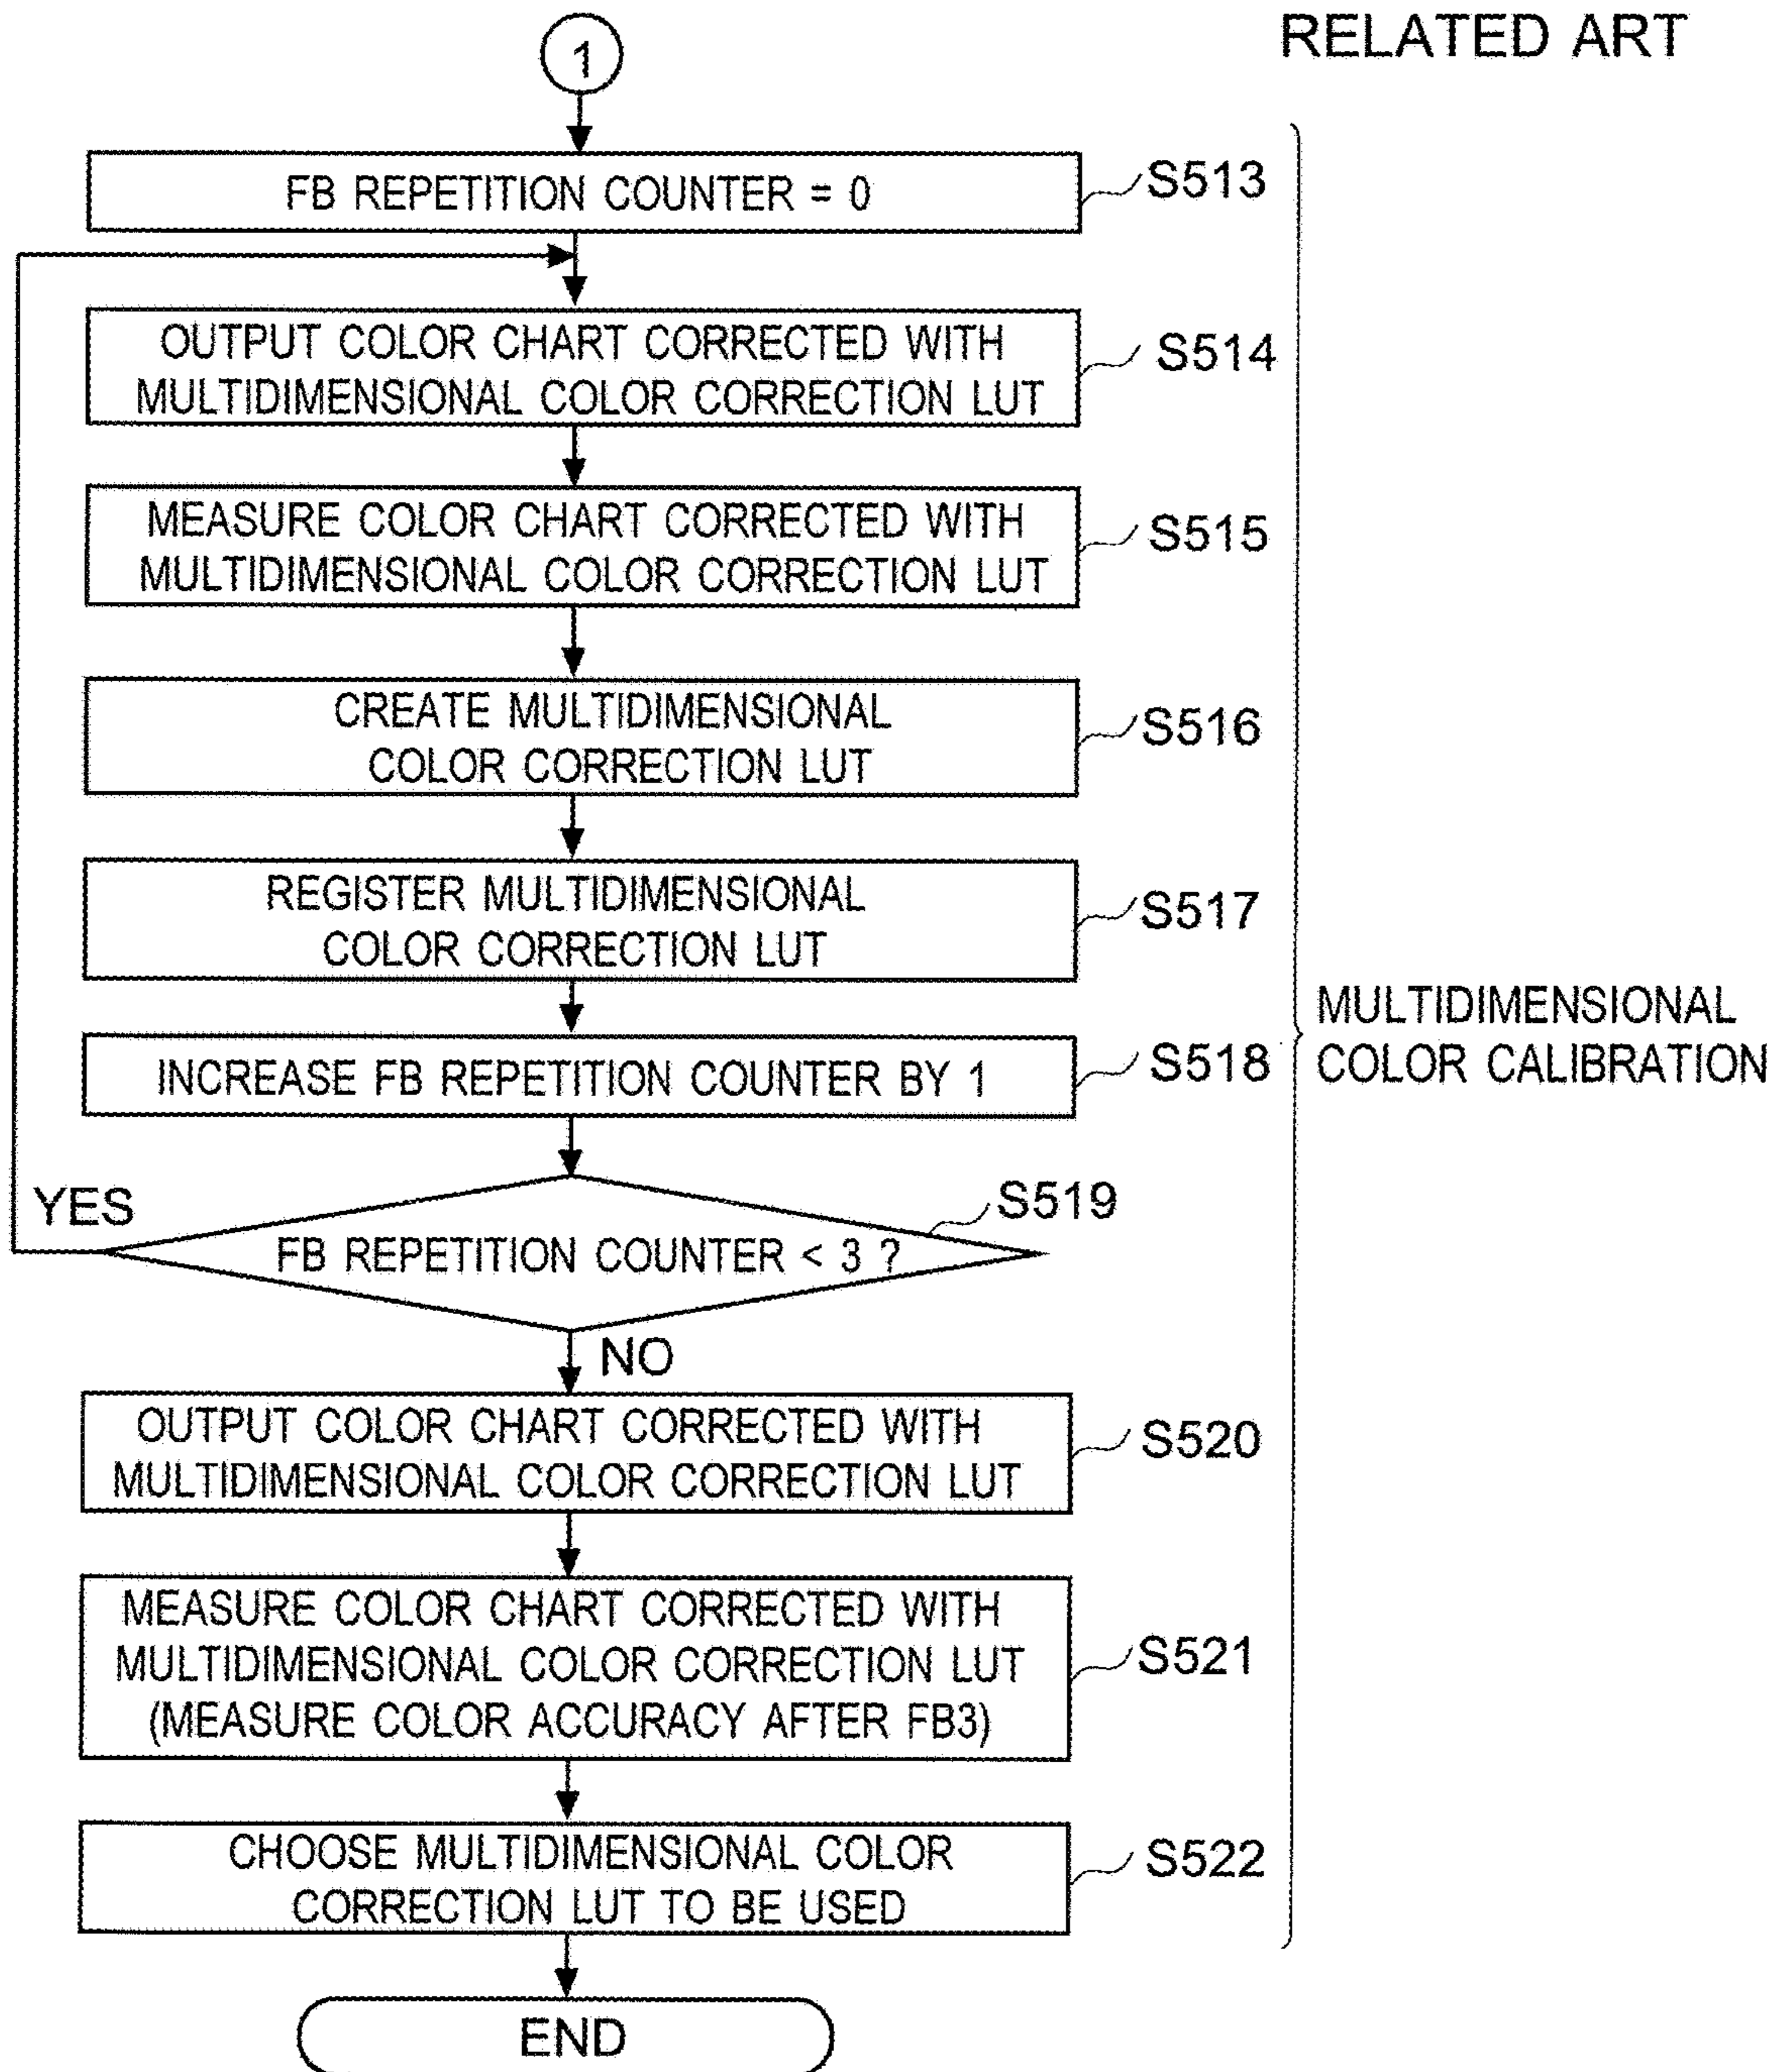 RELATED ART
1
FB REPETITION COUNTER = 0
S513
OUTPUT COLOR CHART CORRECTED WITH
MULTIDIMENSIONAL COLOR CORRECTION LUT
S514
MEASURE COLOR CHART CORRECTED WITH
MULTIDIMENSIONAL COLOR CORRECTION LUT
S515
CREATE MULTIDIMENSIONAL
COLOR CORRECTION LUT
S516
REGISTER MULTIDIMENSIONAL
COLOR CORRECTION LUT
S517
INCREASE FB REPETITION COUNTER BY 1
S518
MULTIDIMENSIONAL
COLOR CALIBRATION
YES
FB REPETITION COUNTER < 3 ?
S519
NO
OUTPUT COLOR CHART CORRECTED WITH
MULTIDIMENSIONAL COLOR CORRECTION LUT
S520
MEASURE COLOR CHART CORRECTED WITH
MULTIDIMENSIONAL COLOR CORRECTION LUT
(MEASURE COLOR ACCURACY AFTER FB3)
S521
CHOOSE MULTIDIMENSIONAL COLOR
CORRECTION LUT TO BE USED
S522
END